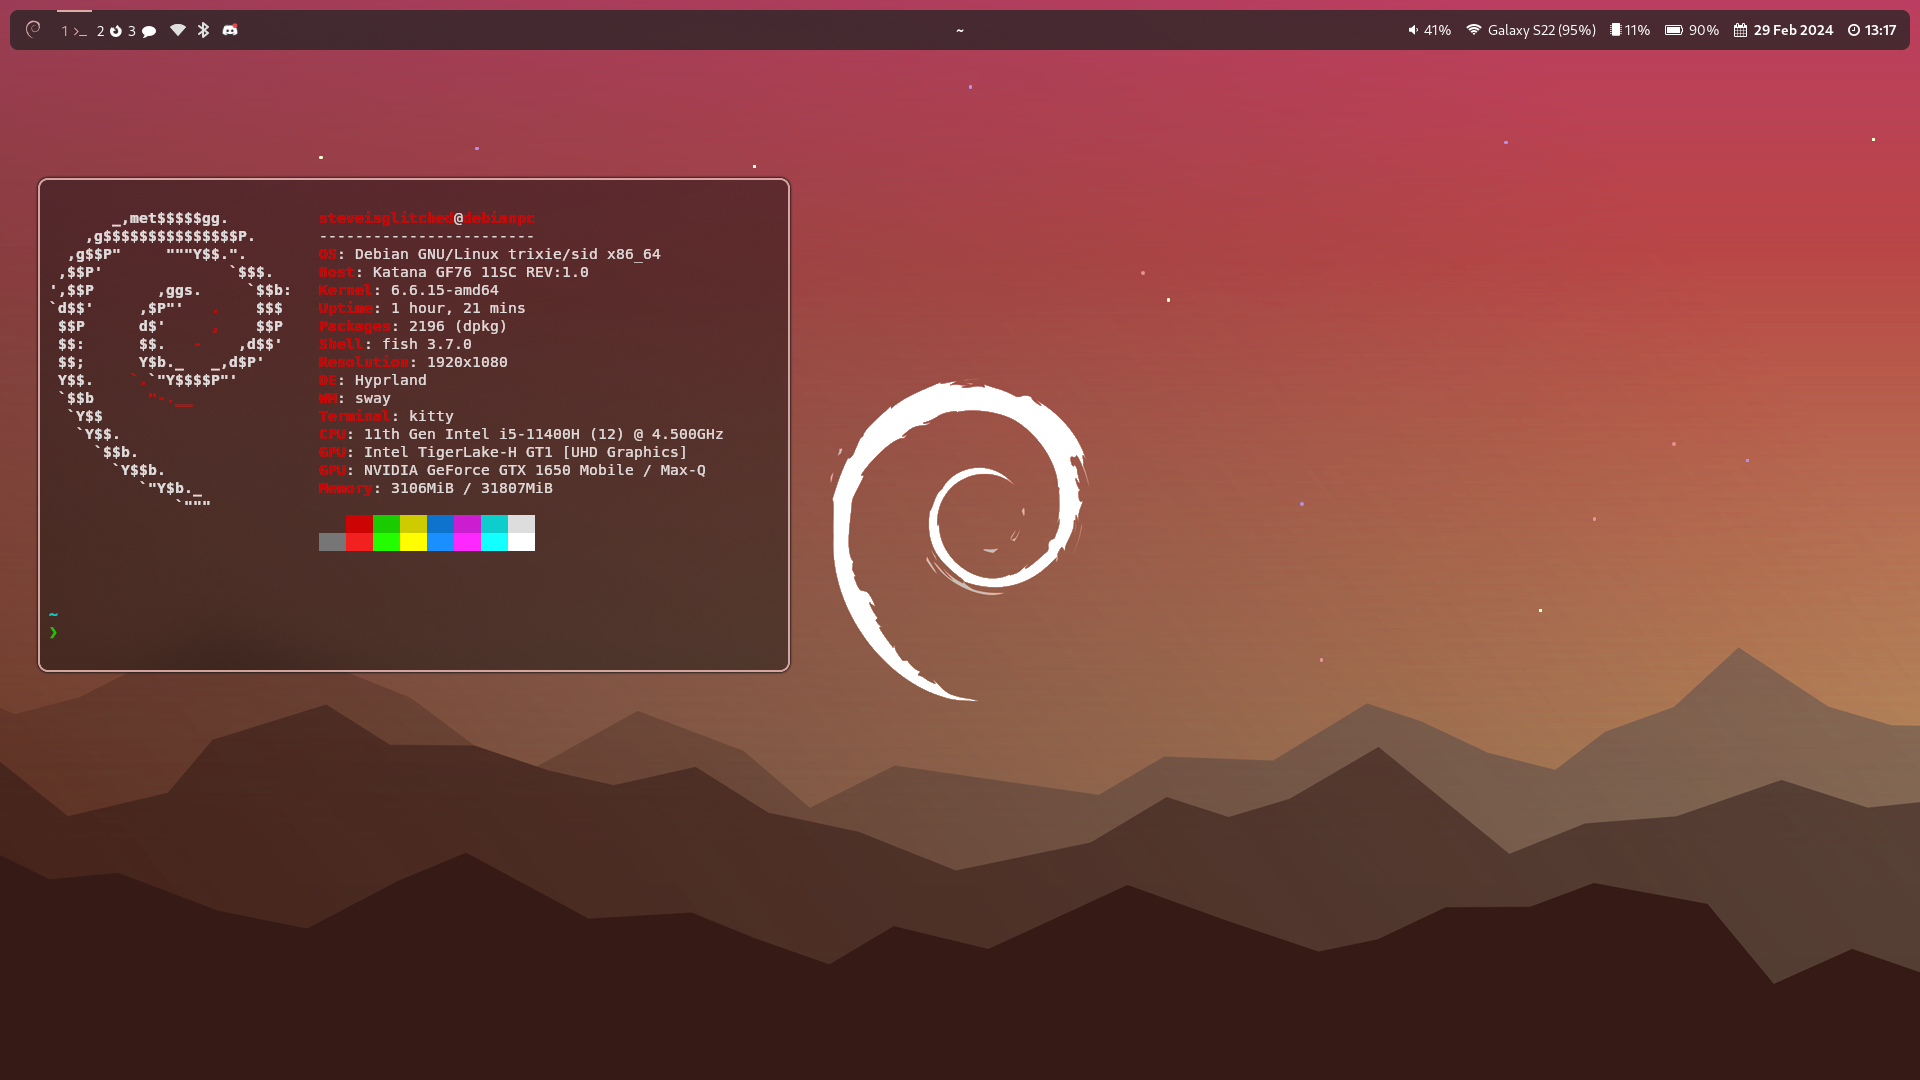 1 >_ 2 3
~
41% Galaxy S22 (95%) 11% 90% 29 Feb 2024 13:17
_,met$$$$$gg.
,g$$$$$$$$$$$$$$$P.
,g$$P"     """Y$$.".
,$$P'              `$$$.
',$$P       ,ggs.     `$$b:
`d$$'     ,$P"'   .    $$$
$$P      d$'     ,    $$P
$$:      $$.   -    ,d$$'
$$;      Y$b._   _,d$P'
Y$$.    `.`"Y$$$$P"'
`$$b      "-.__
`Y$$
`Y$$.
`$$b.
`Y$$b.
`"Y$b._
`"""
steveisglitched@debianpc
------------------------
OS: Debian GNU/Linux trixie/sid x86_64
Host: Katana GF76 11SC REV:1.0
Kernel: 6.6.15-amd64
Uptime: 1 hour, 21 mins
Packages: 2196 (dpkg)
Shell: fish 3.7.0
Resolution: 1920x1080
DE: Hyprland
WM: sway
Terminal: kitty
CPU: 11th Gen Intel i5-11400H (12) @ 4.500GHz
GPU: Intel TigerLake-H GT1 [UHD Graphics]
GPU: NVIDIA GeForce GTX 1650 Mobile / Max-Q
Memory: 3106MiB / 31807MiB
~
❯